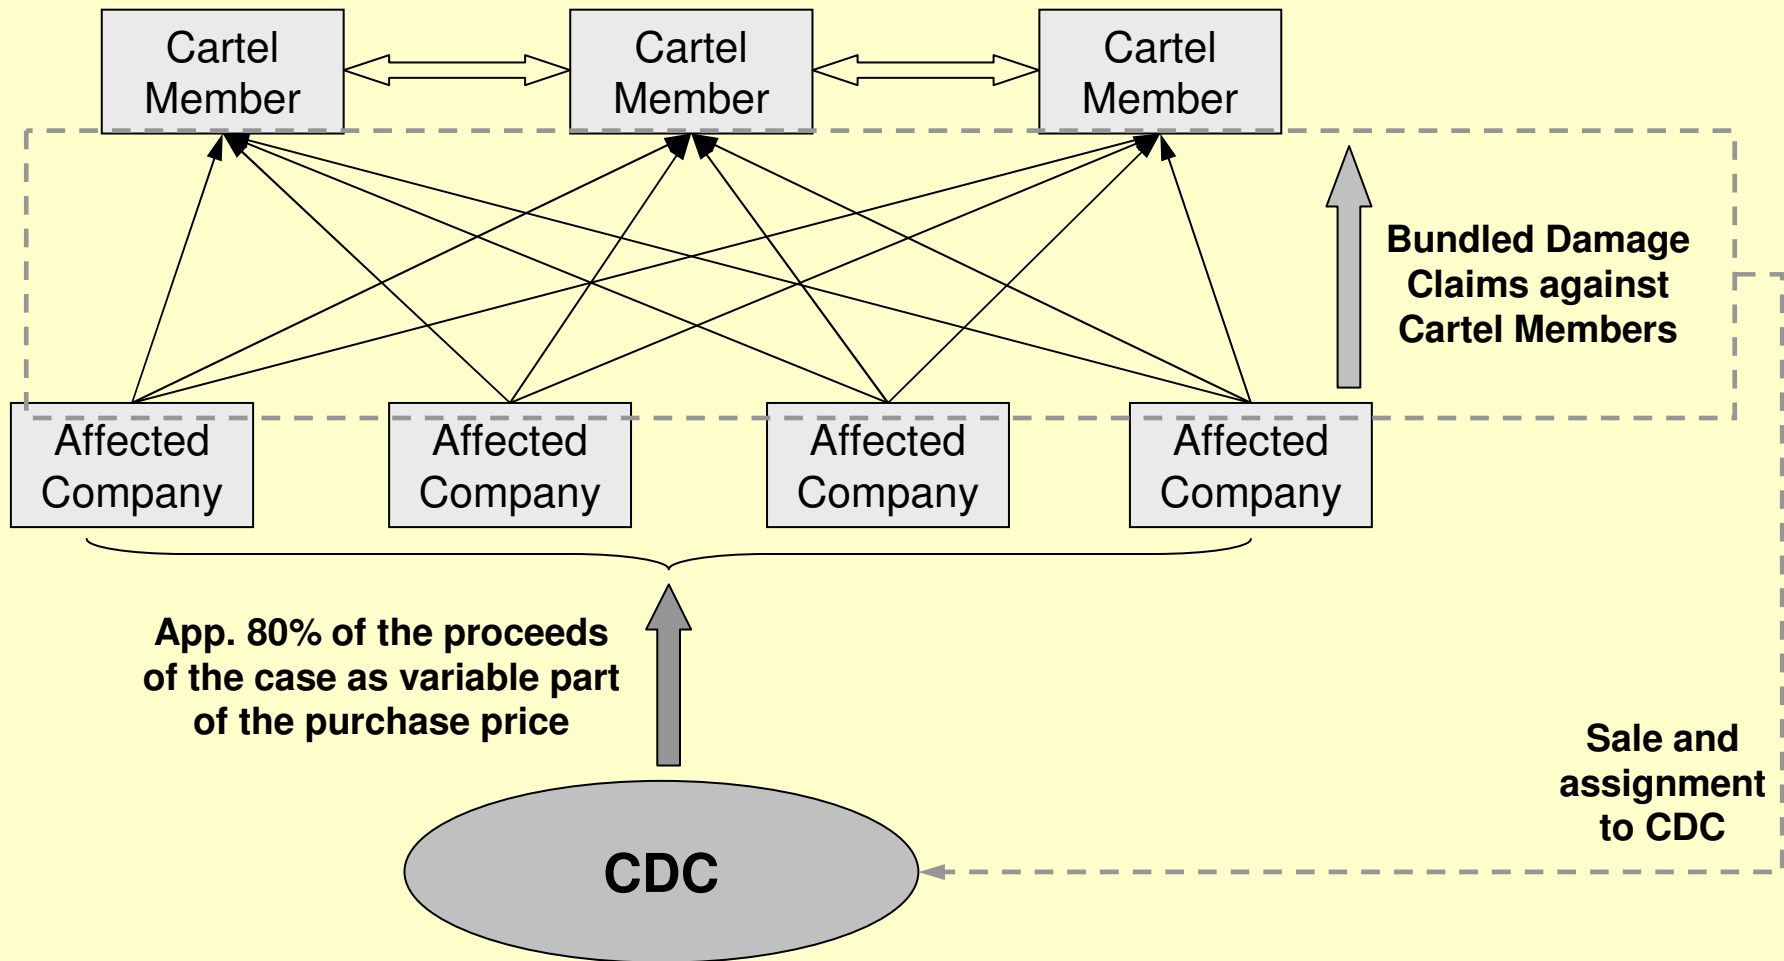 Cartel
Member
Cartel
Member
Cartel
Member
Bundled Damage
Claims against
Cartel Members
Affected
Company
Affected
Company
Affected
Company
Affected
Company
App. 80% of the proceeds
of the case as variable part
of the purchase price
Sale and
assignment
to CDC
CDC